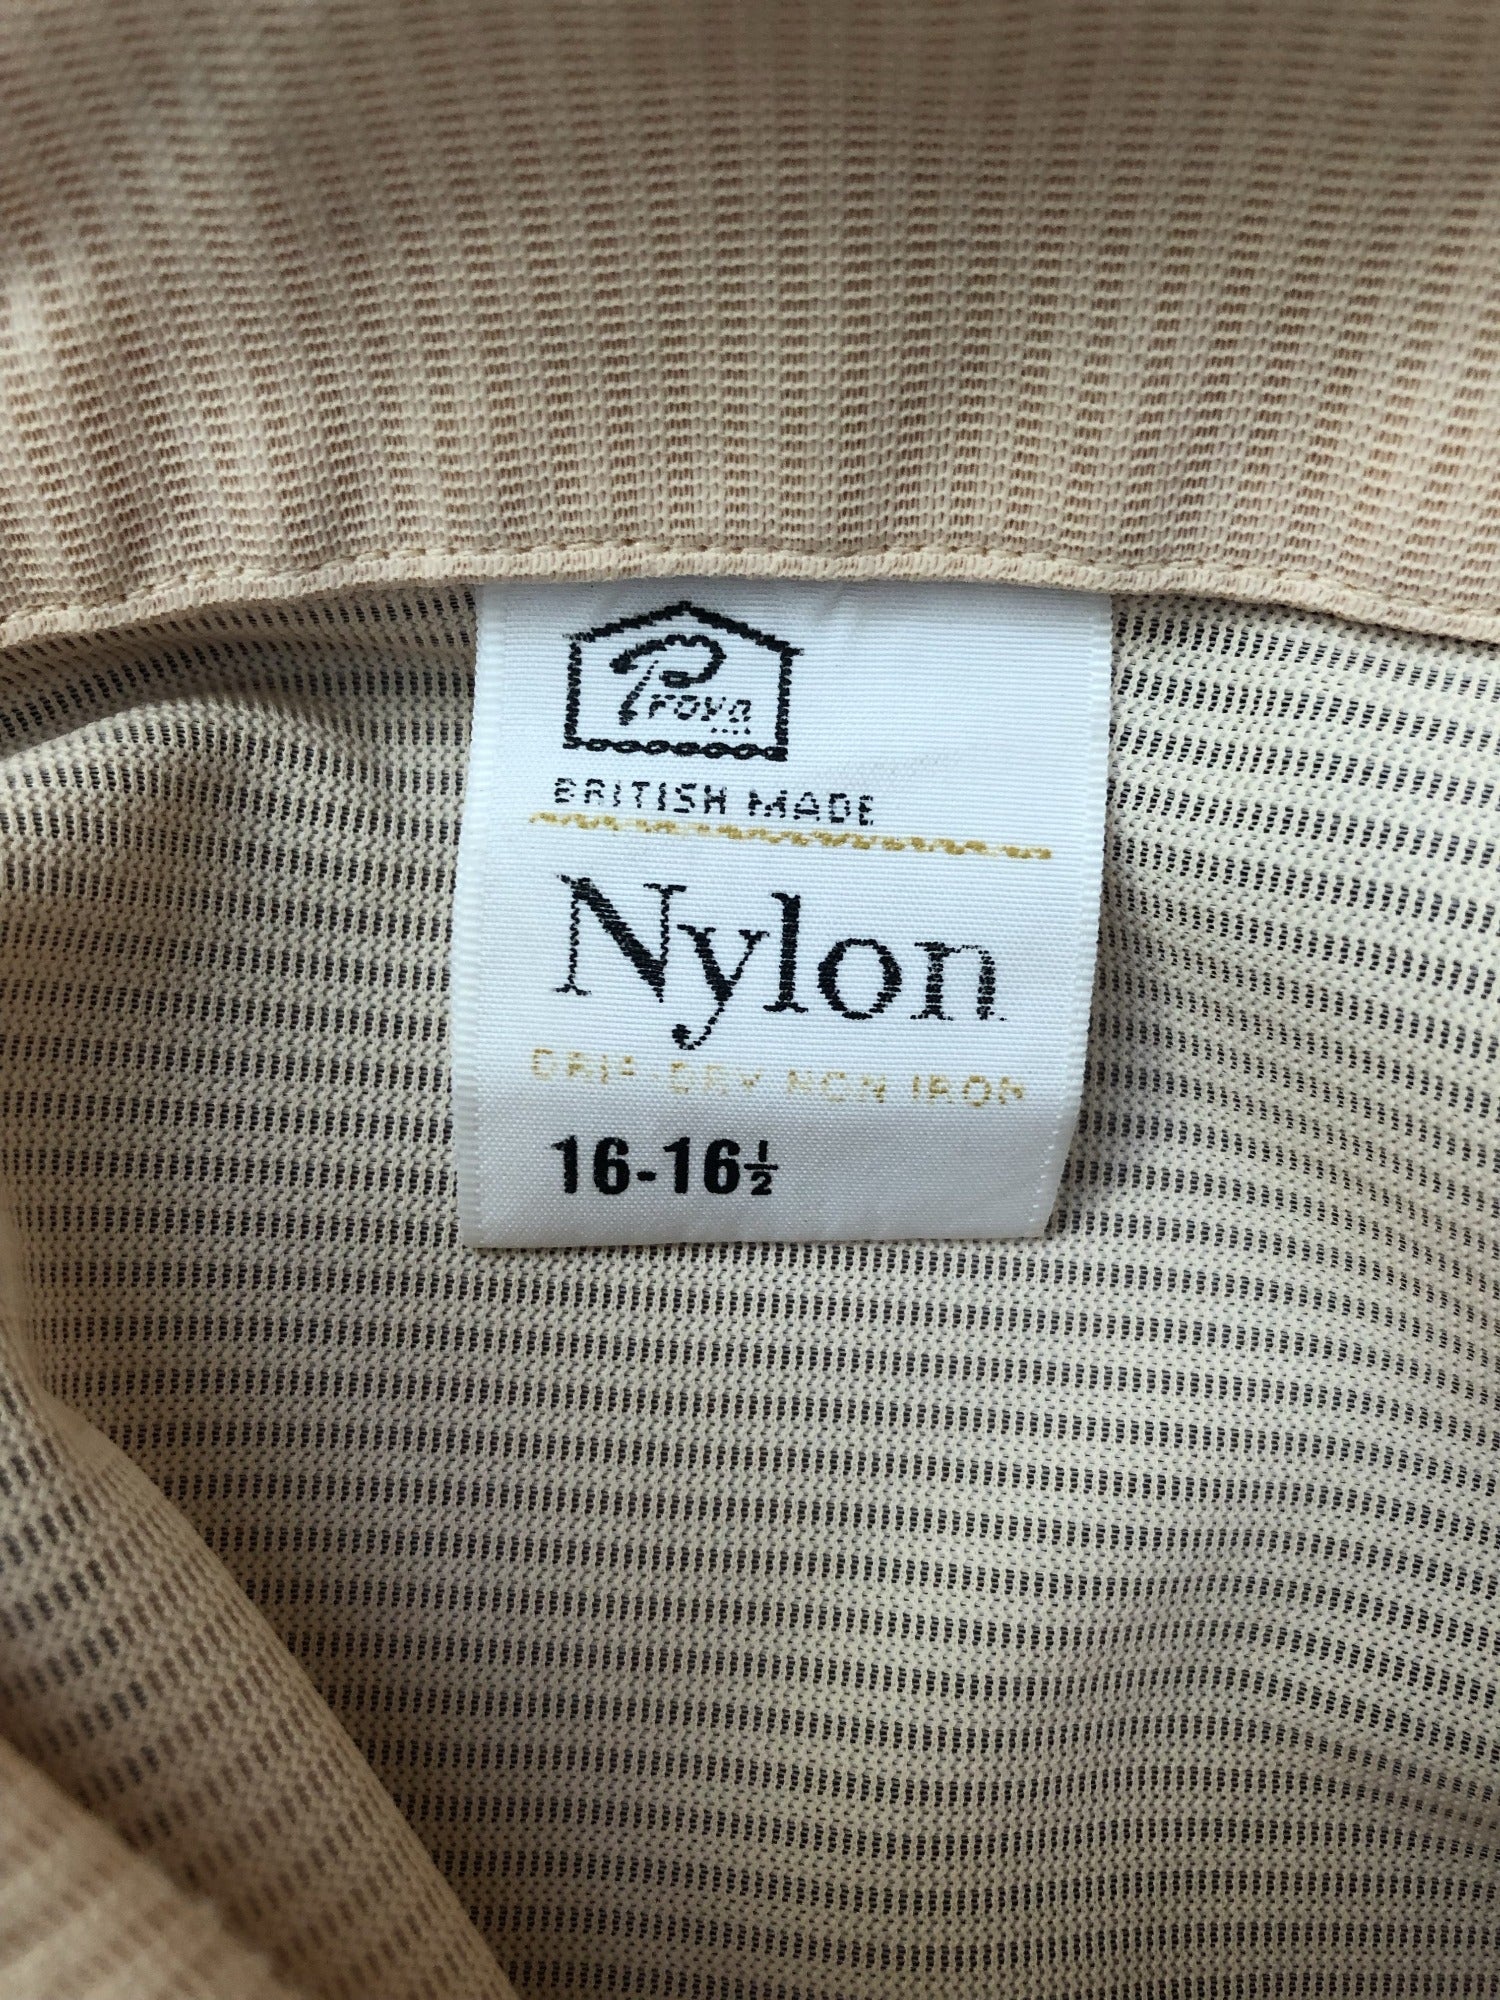 Prova
BRITISH MADE
Nylon
DRIP-DRY NON IRON
16-16½